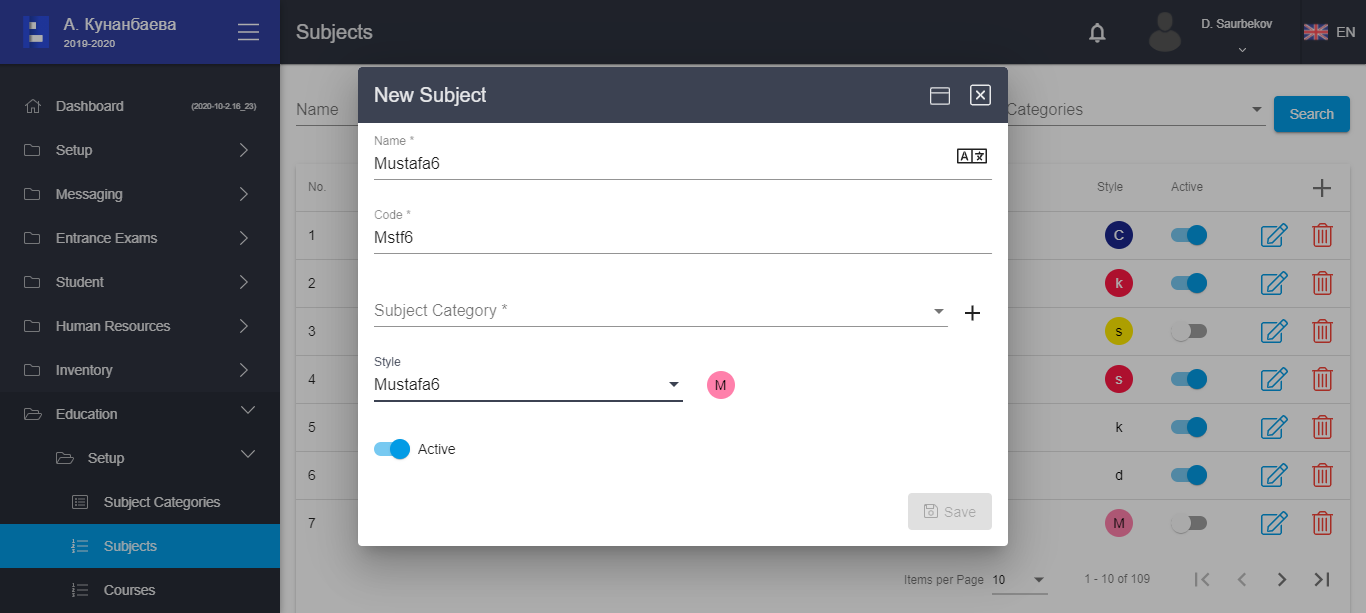 А. Кунанбаева
2019-2020
Subjects
D. Saurbekov
EN
Dashboard
(2020-10-2.16_23)
Setup
Messaging
Entrance Exams
Student
Human Resources
Inventory
Education
Setup
Subject Categories
Subjects
Courses
Name
Categories
Search
New Subject
Name *
Mustafa6
Code *
Mstf6
Subject Category *
Style
Mustafa6
M
Active
Save
No.
Style
Active
1
C
2
k
3
s
4
s
5
k
6
d
7
M
Items per Page 10
1 - 10 of 109